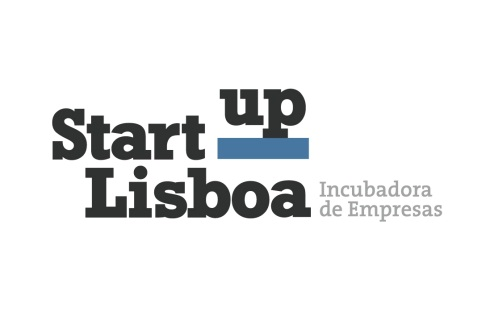 Start up
Lisboa
Incubadora
de Empresas